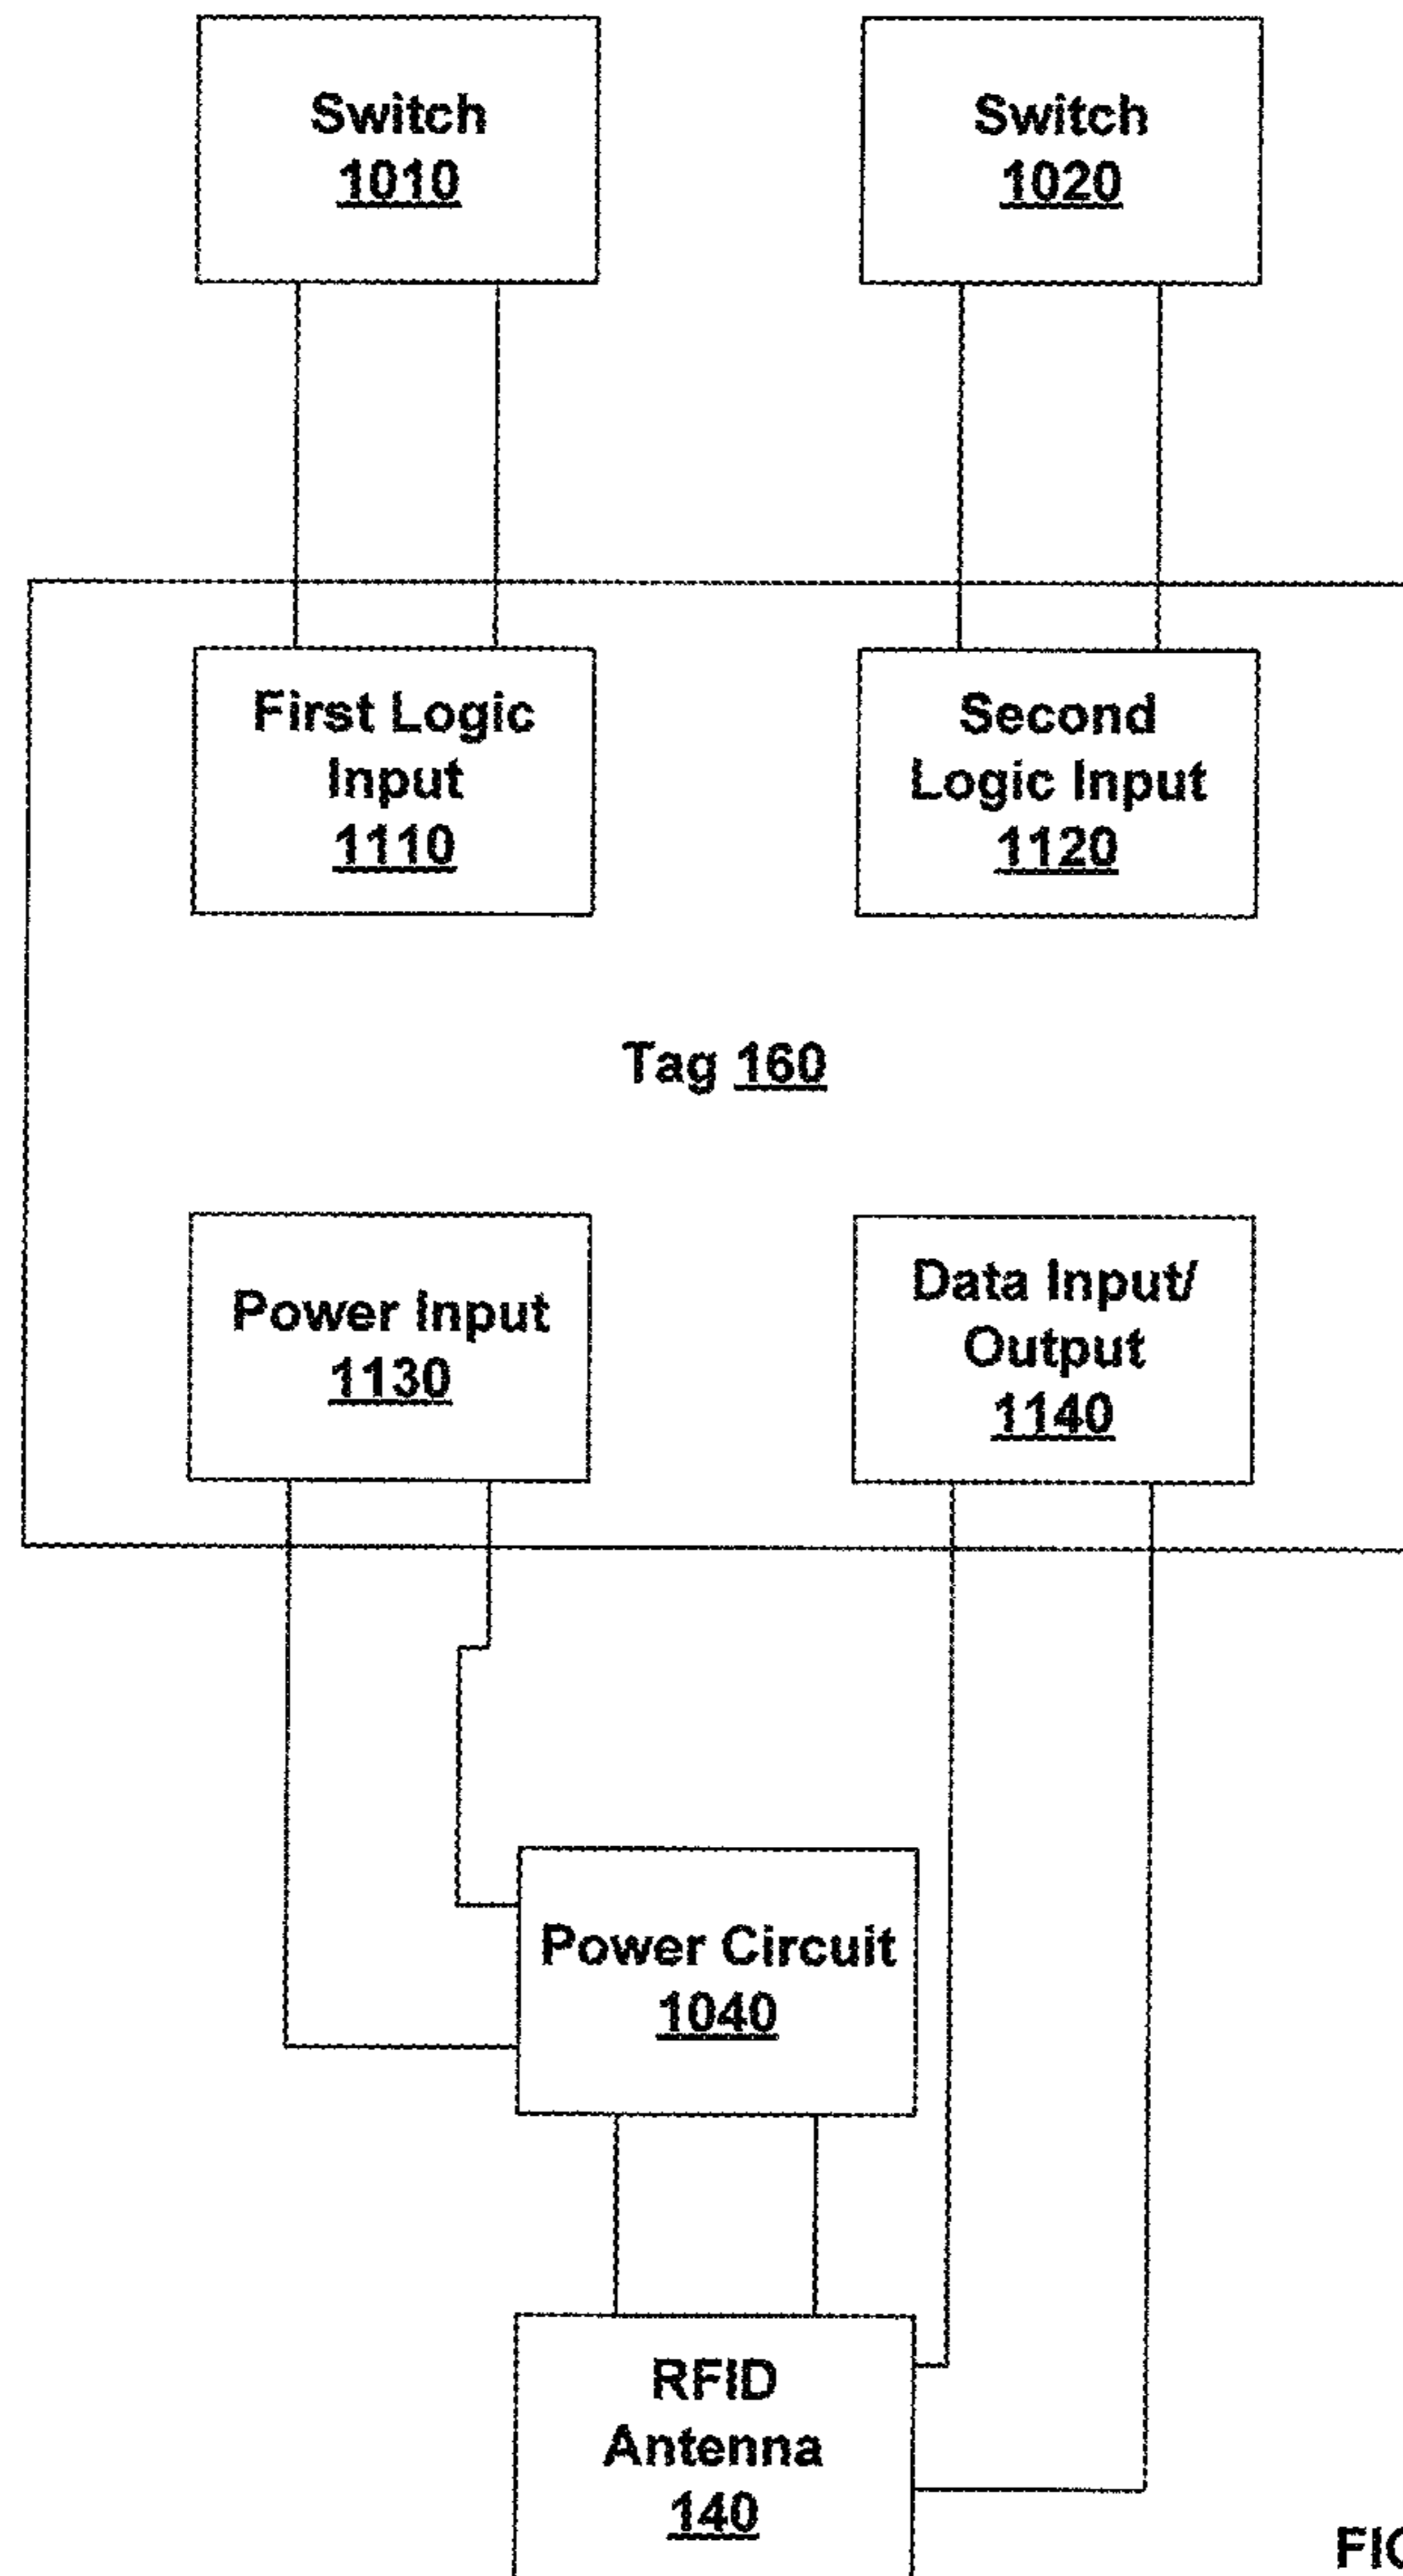 Switch
1010
Switch
1020
First Logic
Input
1110
Second
Logic Input
1120
Tag 160
Power Input
1130
Data Input/
Output
1140
Power Circuit
1040
RFID
Antenna
140